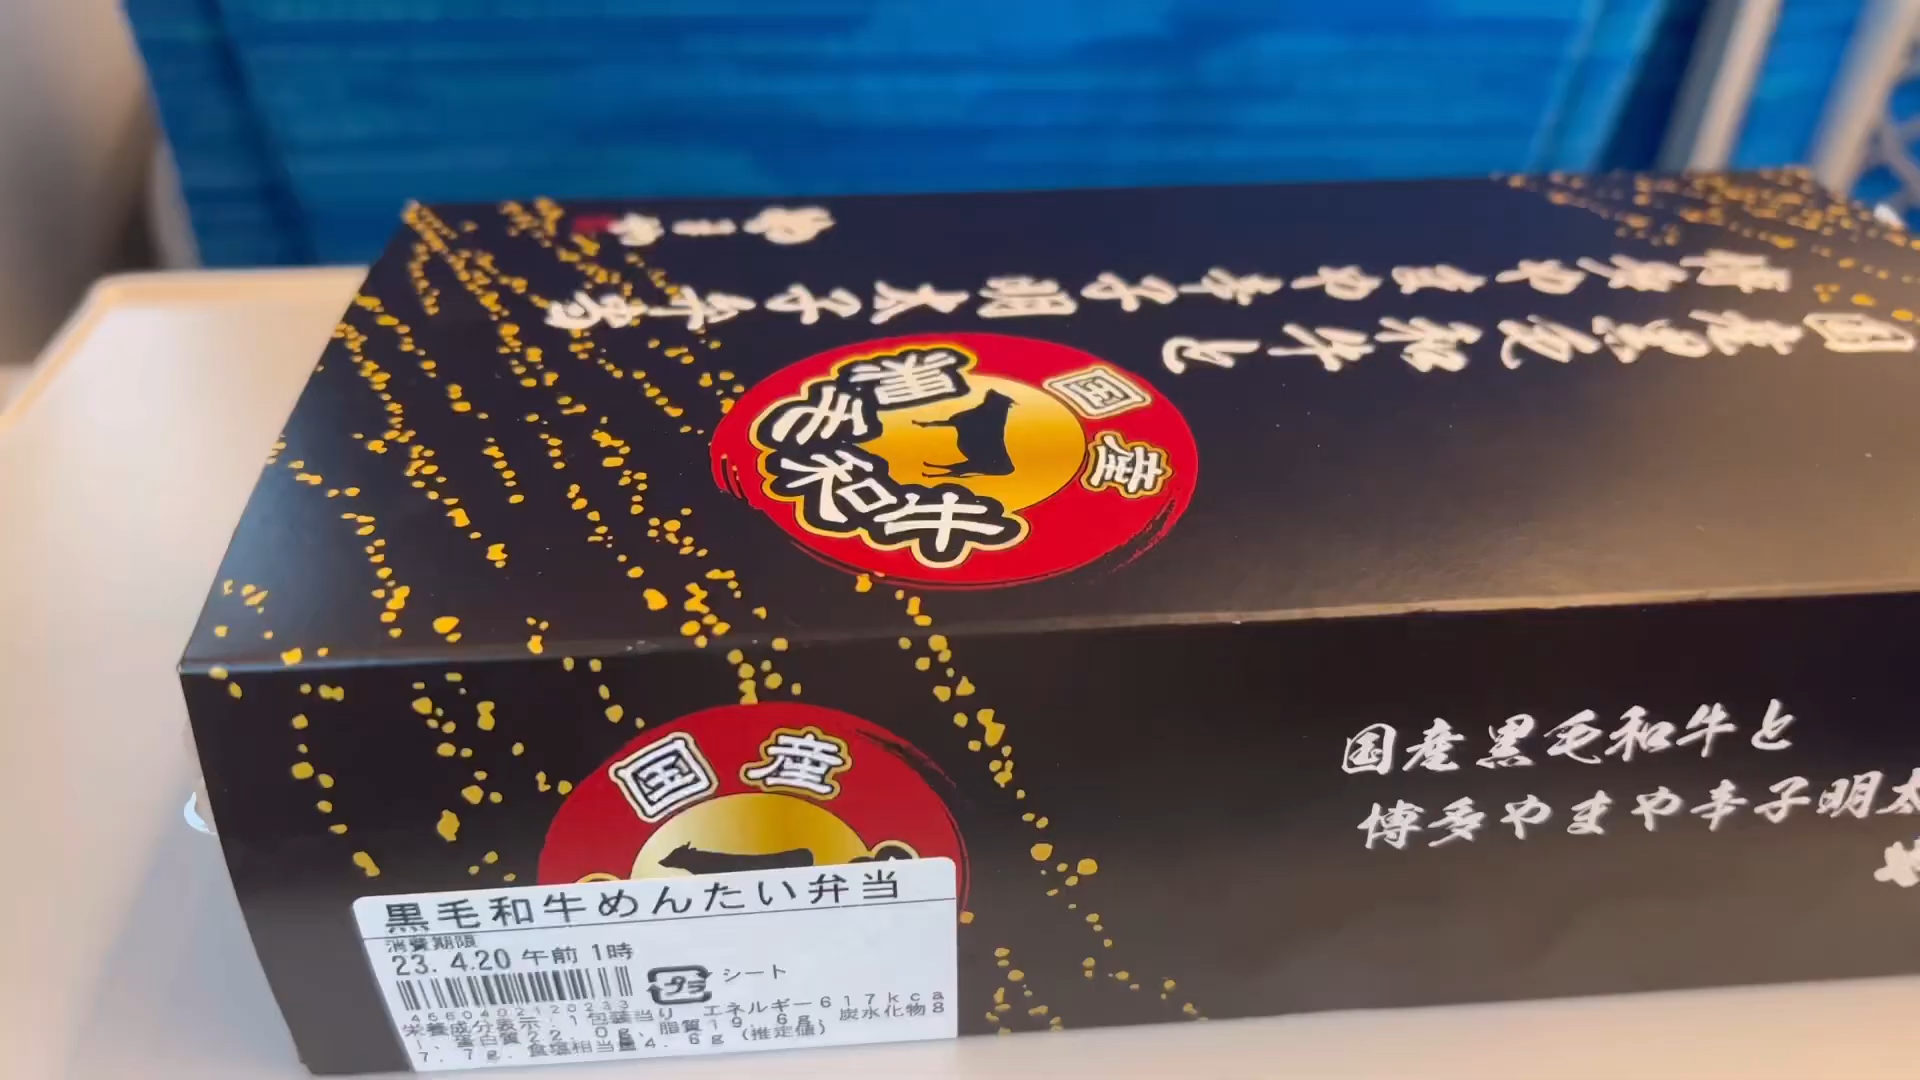 国産黒毛和牛と
博多やまや辛子明太子弁当
やまや
国産
黒毛和牛
国産黒毛和牛と
博多やまや辛子明太
国産
黒毛和牛めんたい弁当
消費期限
23. 4.20 午前 1時
プラ シート
4560402120233
栄養成分表示:1包装当り エネルギー617kca
l、蛋白質22.0g、脂質19.6g、炭水化物8
7.7g、食塩相当量4.6g(推定値)